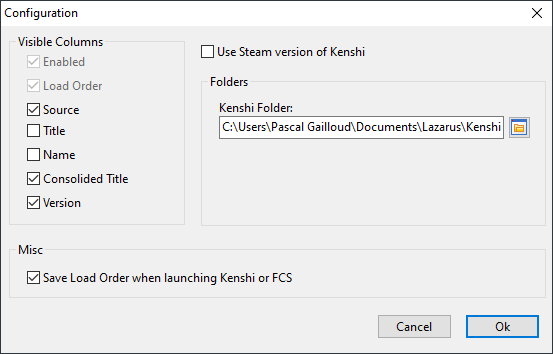 Configuration
Visible Columns
Enabled
Load Order
Source
Title
Name
Consolidated Title
Version
Use Steam version of Kenshi
Folders
Kenshi Folder:
C:\Users\Pascal Gailloud\Documents\Lazarus\Kenshi
Misc
Save Load Order when launching Kenshi or FCS
Cancel
Ok